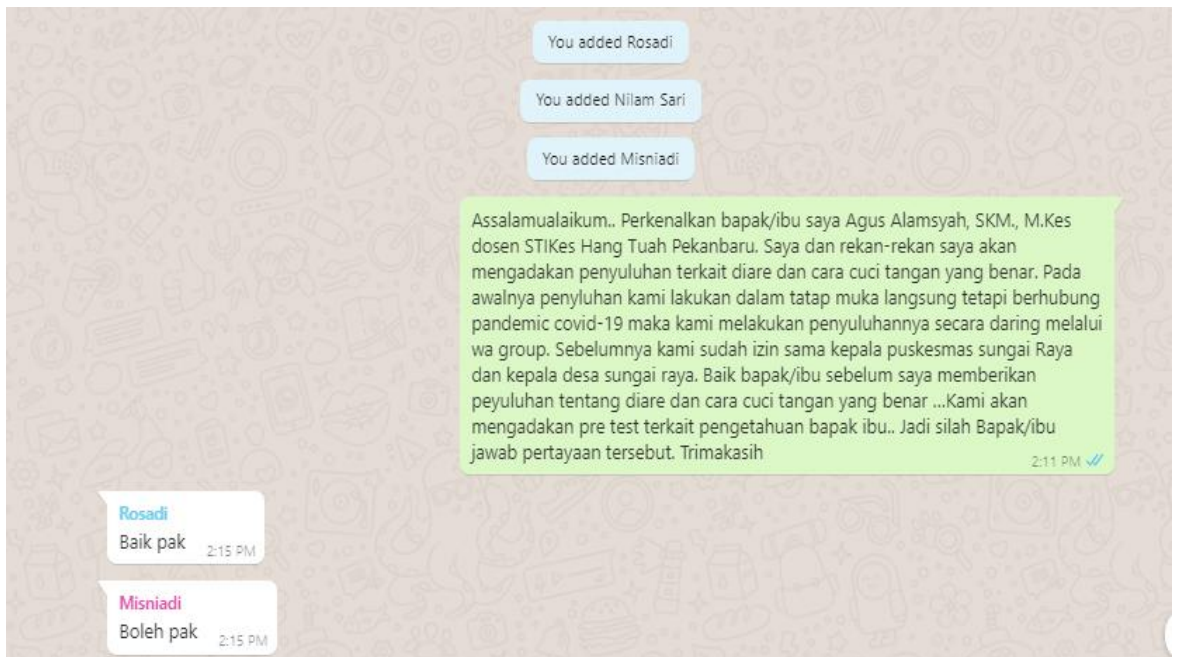 You added Rosadi
You added Nilam Sari
You added Misniadi
Assalamualaikum.. Perkenalkan bapak/ibu saya Agus Alamsyah, SKM., M.Kes
dosen STIKes Hang Tuah Pekanbaru. Saya dan rekan-rekan saya akan
mengadakan penyuluhan terkait diare dan cara cuci tangan yang benar. Pada
awalnya penyluhan kami lakukan dalam tatap muka langsung tetapi berhubung
pandemic covid-19 maka kami melakukan penyuluhannya secara daring melalui
wa group. Sebelumnya kami sudah izin sama kepala puskesmas sungai Raya
dan kepala desa sungai raya. Baik bapak/ibu sebelum saya memberikan
peyuluhan tentang diare dan cara cuci tangan yang benar ...Kami akan
mengadakan pre test terkait pengetahuan bapak ibu.. Jadi silah Bapak/ibu
jawab pertayaan tersebut. Trimakasih
2:11 PM
Rosadi
Baik pak 2:15 PM
Misniadi
Boleh pak 2:15 PM